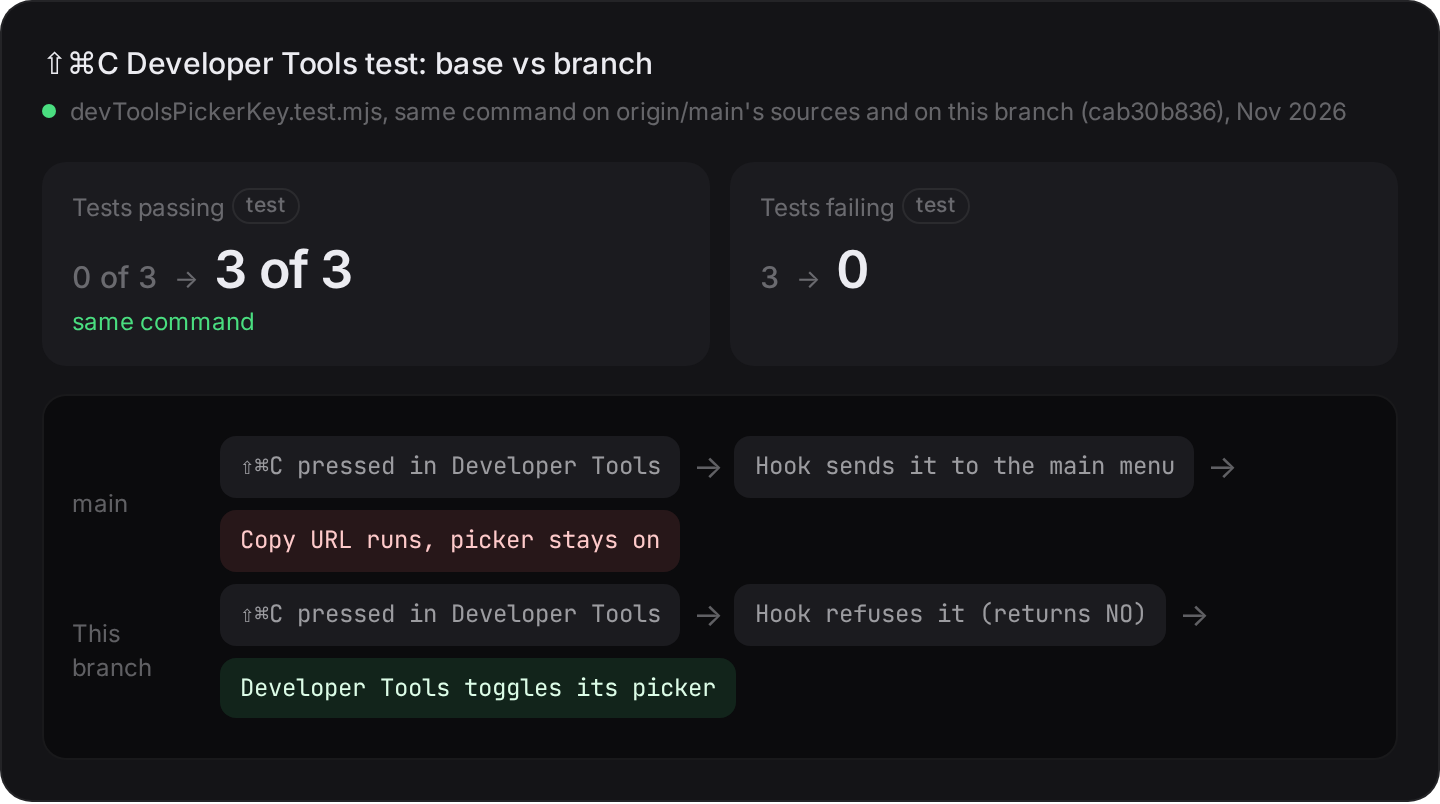 ⇧⌘C Developer Tools test: base vs branch
devToolsPickerKey.test.mjs, same command on origin/main's sources and on this branch (cab30b836), Nov 2026
Tests passing test
0 of 3 → 3 of 3
same command
Tests failing test
3 → 0
main
⇧⌘C pressed in Developer Tools → Hook sends it to the main menu →
Copy URL runs, picker stays on
This branch
⇧⌘C pressed in Developer Tools → Hook refuses it (returns NO) →
Developer Tools toggles its picker